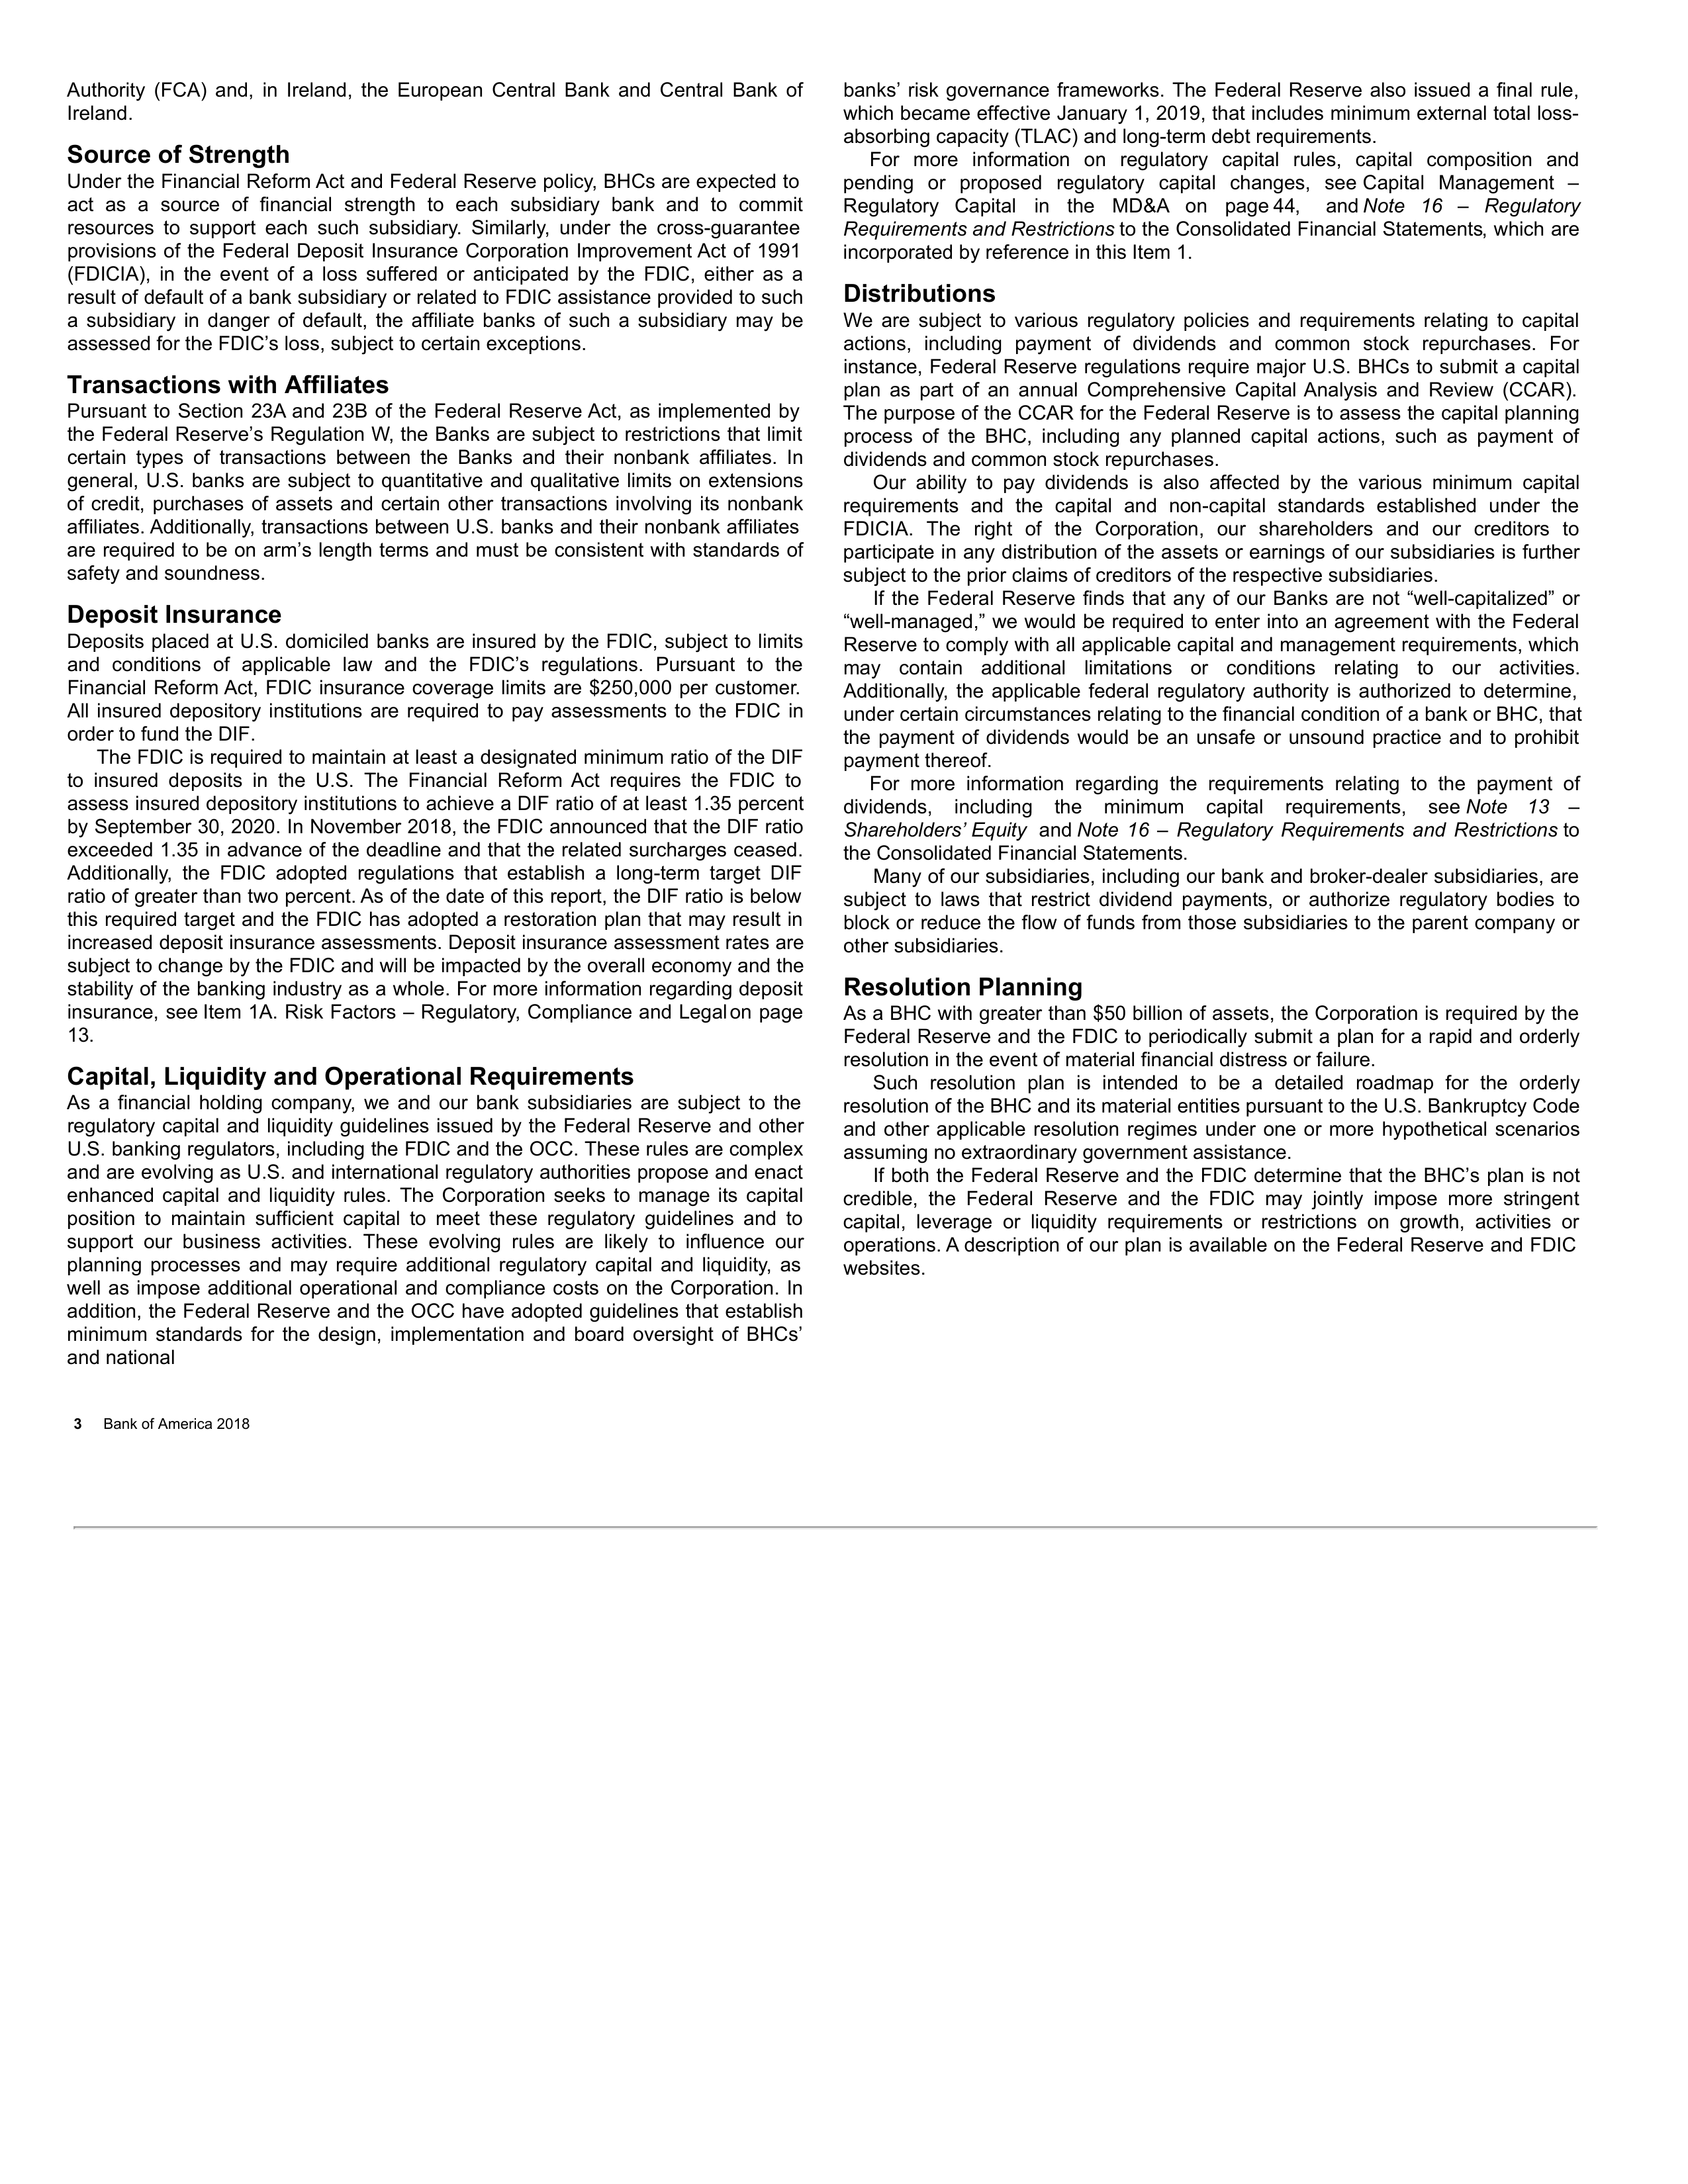 Authority (FCA) and, in Ireland, the European Central Bank and Central Bank of
Ireland.
Source of Strength
Under the Financial Reform Act and Federal Reserve policy, BHCs are expected to
act as a source of financial strength to each subsidiary bank and to commit
resources to support each such subsidiary. Similarly, under the cross-guarantee
provisions of the Federal Deposit Insurance Corporation Improvement Act of 1991
(FDICIA), in the event of a loss suffered or anticipated by the FDIC, either as a
result of default of a bank subsidiary or related to FDIC assistance provided to such
a subsidiary in danger of default, the affiliate banks of such a subsidiary may be
assessed for the FDIC’s loss, subject to certain exceptions.
Transactions with Affiliates
Pursuant to Section 23A and 23B of the Federal Reserve Act, as implemented by
the Federal Reserve’s Regulation W, the Banks are subject to restrictions that limit
certain types of transactions between the Banks and their nonbank affiliates. In
general, U.S. banks are subject to quantitative and qualitative limits on extensions
of credit, purchases of assets and certain other transactions involving its nonbank
affiliates. Additionally, transactions between U.S. banks and their nonbank affiliates
are required to be on arm’s length terms and must be consistent with standards of
safety and soundness.
Deposit Insurance
Deposits placed at U.S. domiciled banks are insured by the FDIC, subject to limits
and conditions of applicable law and the FDIC’s regulations. Pursuant to the
Financial Reform Act, FDIC insurance coverage limits are $250,000 per customer.
All insured depository institutions are required to pay assessments to the FDIC in
order to fund the DIF.
The FDIC is required to maintain at least a designated minimum ratio of the DIF
to insured deposits in the U.S. The Financial Reform Act requires the FDIC to
assess insured depository institutions to achieve a DIF ratio of at least 1.35 percent
by September 30, 2020. In November 2018, the FDIC announced that the DIF ratio
exceeded 1.35 in advance of the deadline and that the related surcharges ceased.
Additionally, the FDIC adopted regulations that establish a long-term target DIF
ratio of greater than two percent. As of the date of this report, the DIF ratio is below
this required target and the FDIC has adopted a restoration plan that may result in
increased deposit insurance assessments. Deposit insurance assessment rates are
subject to change by the FDIC and will be impacted by the overall economy and the
stability of the banking industry as a whole. For more information regarding deposit
insurance, see Item 1A. Risk Factors – Regulatory, Compliance and Legal on page
13.
Capital, Liquidity and Operational Requirements
As a financial holding company, we and our bank subsidiaries are subject to the
regulatory capital and liquidity guidelines issued by the Federal Reserve and other
U.S. banking regulators, including the FDIC and the OCC. These rules are complex
and are evolving as U.S. and international regulatory authorities propose and enact
enhanced capital and liquidity rules. The Corporation seeks to manage its capital
position to maintain sufficient capital to meet these regulatory guidelines and to
support our business activities. These evolving rules are likely to influence our
planning processes and may require additional regulatory capital and liquidity, as
well as impose additional operational and compliance costs on the Corporation. In
addition, the Federal Reserve and the OCC have adopted guidelines that establish
minimum standards for the design, implementation and board oversight of BHCs’
and national
banks’ risk governance frameworks. The Federal Reserve also issued a final rule,
which became effective January 1, 2019, that includes minimum external total loss-
absorbing capacity (TLAC) and long-term debt requirements.
For more information on regulatory capital rules, capital composition and
pending or proposed regulatory capital changes, see Capital Management –
Regulatory Capital in the MD&A on page 44, and Note 16 – Regulatory
Requirements and Restrictions to the Consolidated Financial Statements, which are
incorporated by reference in this Item 1.
Distributions
We are subject to various regulatory policies and requirements relating to capital
actions, including payment of dividends and common stock repurchases. For
instance, Federal Reserve regulations require major U.S. BHCs to submit a capital
plan as part of an annual Comprehensive Capital Analysis and Review (CCAR).
The purpose of the CCAR for the Federal Reserve is to assess the capital planning
process of the BHC, including any planned capital actions, such as payment of
dividends and common stock repurchases.
Our ability to pay dividends is also affected by the various minimum capital
requirements and the capital and non-capital standards established under the
FDICIA. The right of the Corporation, our shareholders and our creditors to
participate in any distribution of the assets or earnings of our subsidiaries is further
subject to the prior claims of creditors of the respective subsidiaries.
If the Federal Reserve finds that any of our Banks are not “well-capitalized” or
“well-managed,” we would be required to enter into an agreement with the Federal
Reserve to comply with all applicable capital and management requirements, which
may contain additional limitations or conditions relating to our activities.
Additionally, the applicable federal regulatory authority is authorized to determine,
under certain circumstances relating to the financial condition of a bank or BHC, that
the payment of dividends would be an unsafe or unsound practice and to prohibit
payment thereof.
For more information regarding the requirements relating to the payment of
dividends, including the minimum capital requirements, see Note 13 –
Shareholders’ Equity and Note 16 – Regulatory Requirements and Restrictions to
the Consolidated Financial Statements.
Many of our subsidiaries, including our bank and broker-dealer subsidiaries, are
subject to laws that restrict dividend payments, or authorize regulatory bodies to
block or reduce the flow of funds from those subsidiaries to the parent company or
other subsidiaries.
Resolution Planning
As a BHC with greater than $50 billion of assets, the Corporation is required by the
Federal Reserve and the FDIC to periodically submit a plan for a rapid and orderly
resolution in the event of material financial distress or failure.
Such resolution plan is intended to be a detailed roadmap for the orderly
resolution of the BHC and its material entities pursuant to the U.S. Bankruptcy Code
and other applicable resolution regimes under one or more hypothetical scenarios
assuming no extraordinary government assistance.
If both the Federal Reserve and the FDIC determine that the BHC’s plan is not
credible, the Federal Reserve and the FDIC may jointly impose more stringent
capital, leverage or liquidity requirements or restrictions on growth, activities or
operations. A description of our plan is available on the Federal Reserve and FDIC
websites.
3 Bank of America 2018